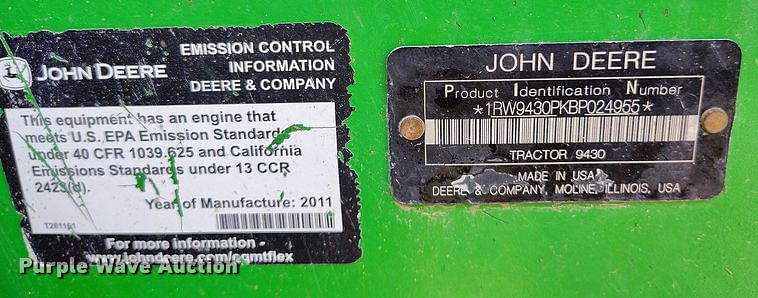 JOHN DEERE
EMISSION CONTROL
INFORMATION
DEERE & COMPANY
This equipment has an engine that
meets U.S. EPA Emission Standards
under 40 CFR 1039.625 and California
Emissions Standards under 13 CCR
2423(d).
Year of Manufacture: 2011
T281161
For more information -
www.johndeere.com/eqmtflex
JOHN DEERE
Product Identification Number
*1RW9430PKBP024955*
TRACTOR 9430
MADE IN USA
DEERE & COMPANY, MOLINE, ILLINOIS, USA
Purple Wave Auction